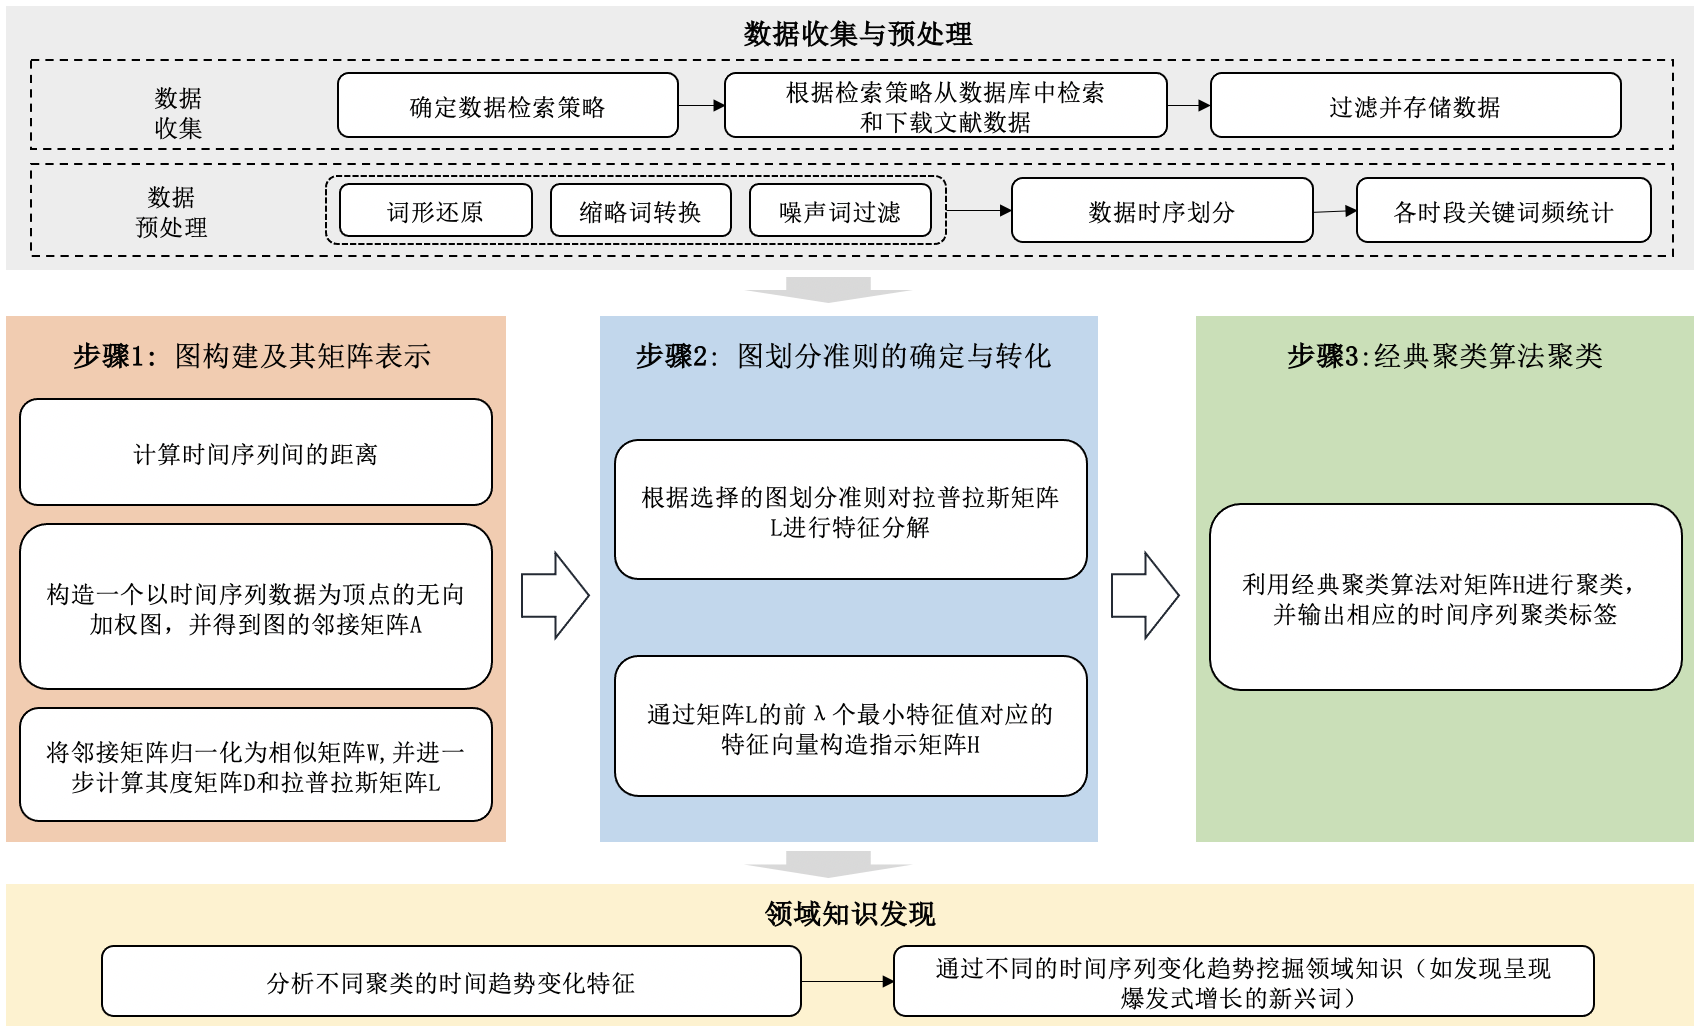 数据收集与预处理
数据
收集
确定数据检索策略
根据检索策略从数据库中检索
和下载文献数据
过滤并存储数据
数据
预处理
词形还原
缩略词转换
噪声词过滤
数据时序划分
各时段关键词频统计
步骤1: 图构建及其矩阵表示
计算时间序列间的距离
构造一个以时间序列数据为顶点的无向
加权图，并得到图的邻接矩阵A
将邻接矩阵归一化为相似矩阵W,并进一
步计算其度矩阵D和拉普拉斯矩阵L
步骤2: 图划分准则的确定与转化
根据选择的图划分准则对拉普拉斯矩阵
L进行特征分解
通过矩阵L的前λ个最小特征值对应的
特征向量构造指示矩阵H
步骤3:经典聚类算法聚类
利用经典聚类算法对矩阵H进行聚类，
并输出相应的时间序列聚类标签
领域知识发现
分析不同聚类的时间趋势变化特征
通过不同的时间序列变化趋势挖掘领域知识（如发现呈现
爆发式增长的新兴词）